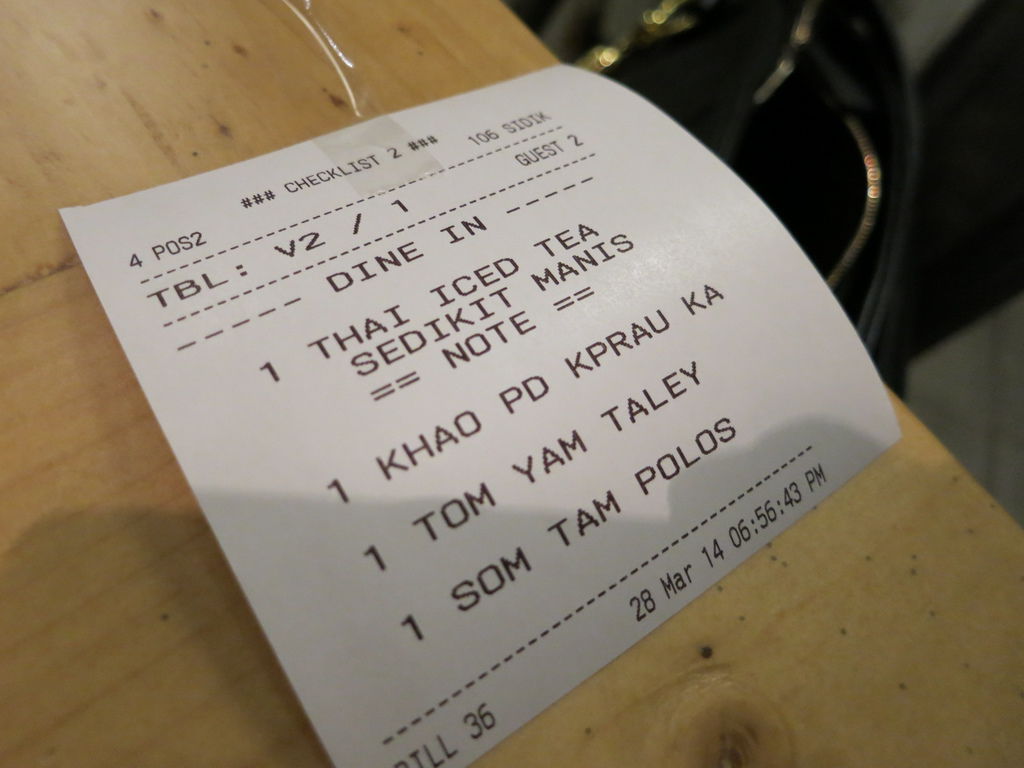 ### CHECKLIST 2 ###
4 POS2 106 SIDIK
TBL: V2 / 1 GUEST 2
---- DINE IN ----
1 THAI ICED TEA
SEDIKIT MANIS
== NOTE ==
1 KHAO PD KPRAU KA
1 TOM YAM TALEY
1 SOM TAM POLOS
28 Mar 14 06:56:43 PM
BILL 36